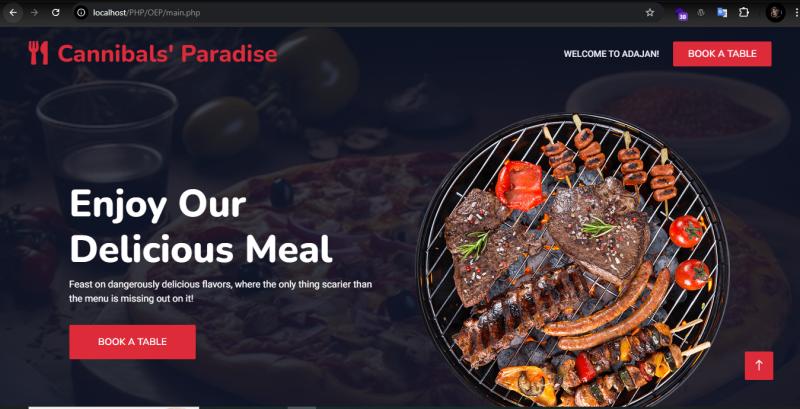 localhost/PHP/OEP/main.php
38
Cannibals' Paradise
WELCOME TO ADAJAN!
BOOK A TABLE
Enjoy Our
Delicious Meal
Feast on dangerously delicious flavors, where the only thing scarier than
the menu is missing out on it!
BOOK A TABLE